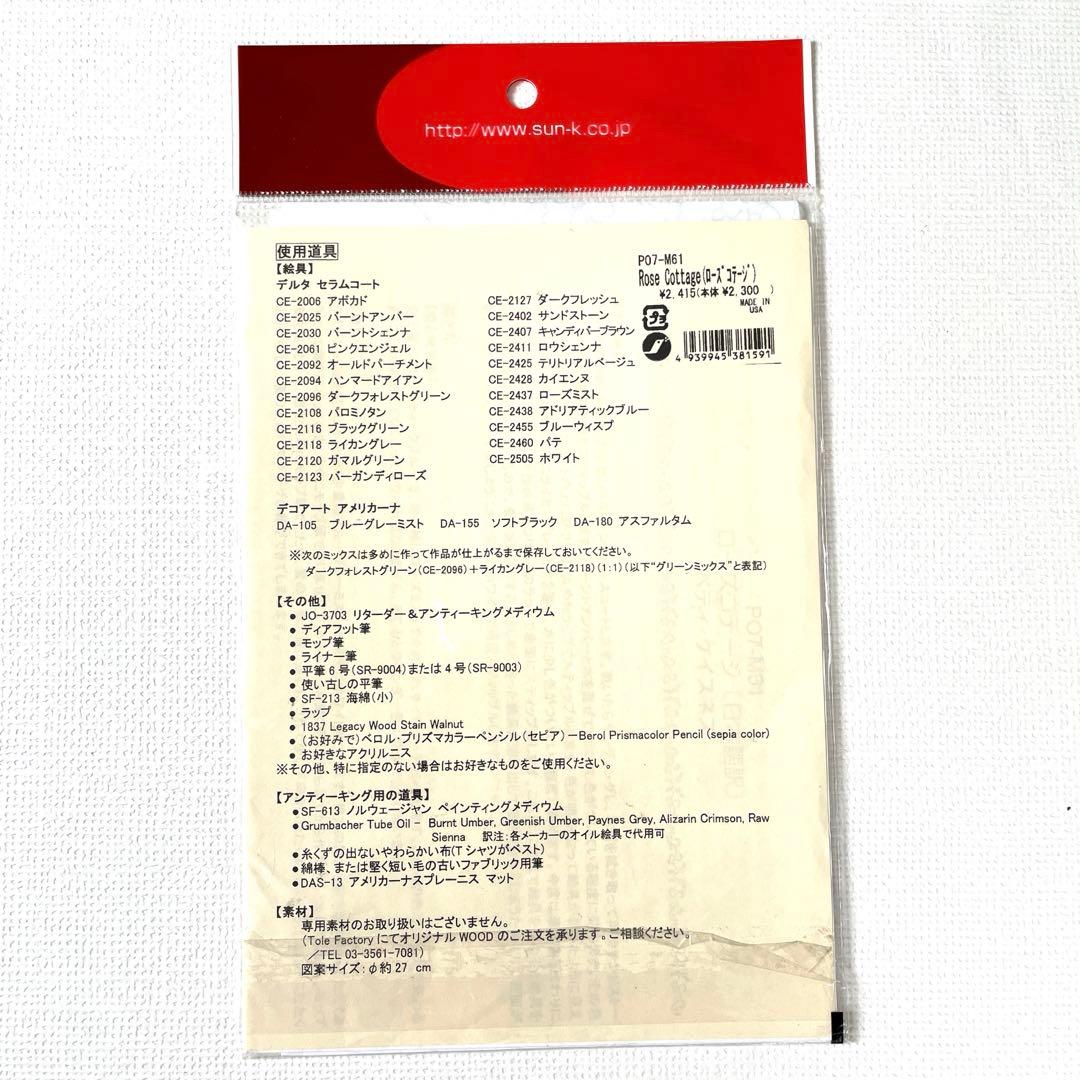 http://www.sun-k.co.jp
使用道具
【絵具】
デルタ セラムコート
CE-2006 アボカド
CE-2025 バーントアンバー
CE-2030 バーントシェンナ
CE-2061 ピンクエンジェル
CE-2092 オールドパーチメント
CE-2094 ハンマードアイアン
CE-2096 ダークフォレストグリーン
CE-2108 パロミノタン
CE-2116 ブラックグリーン
CE-2118 ライカングレー
CE-2120 ガマルグリーン
CE-2123 バーガンディローズ
CE-2127 ダークフレッシュ
CE-2402 サンドストーン
CE-2407 キャンディバーブラウン
CE-2411 ロウシェンナ
CE-2425 テリトリアルベージュ
CE-2428 カイエンヌ
CE-2437 ローズミスト
CE-2438 アドリアティックブルー
CE-2455 ブルーウィスプ
CE-2460 パテ
CE-2505 ホワイト
P07-M61
Rose Cottage(ﾛｰｽﾞｺﾃｰｼﾞ)
¥2,415(本体 ¥2,300 )
MADE IN
USA
4 939945 381591
デコアート アメリカーナ
DA-105 ブルーグレーミスト DA-155 ソフトブラック DA-180 アスファルタム
※次のミックスは多めに作って作品が仕上がるまで保存しておいてください。
ダークフォレストグリーン(CE-2096)+ライカングレー(CE-2118)(1:1)(以下“グリーンミックス”と表記)
【その他】
● JO-3703 リターダー＆アンティーキングメディウム
● ディアフット筆
● モップ筆
● ライナー筆
● 平筆6号(SR-9004)または4号(SR-9003)
● 使い古しの平筆
● SF-213 海綿(小)
● ラップ
● 1837 Legacy Wood Stain Walnut
● (お好みで)ベロル・プリズマカラーペンシル(セピア) －Berol Prismacolor Pencil (sepia color)
● お好きなアクリルニス
※その他、特に指定のない場合はお好きなものをご使用ください。
【アンティーキング用の道具】
●SF-613 ノルウェージャン ペインティングメディウム
●Grumbacher Tube Oil － Burnt Umber, Greenish Umber, Paynes Grey, Alizarin Crimson, Raw
Sienna 訳注:各メーカーのオイル絵具で代用可
●糸くずの出ないやわらかい布(Tシャツがベスト)
●綿棒、または堅く短い毛の古いファブリック用筆
●DAS-13 アメリカーナスプレーニス マット
【素材】
専用素材のお取り扱いはございません。
(Tole FactoryにてオリジナルWOODのご注文を承ります。ご相談ください。
／TEL 03-3561-7081)
図案サイズ:φ約27 cm